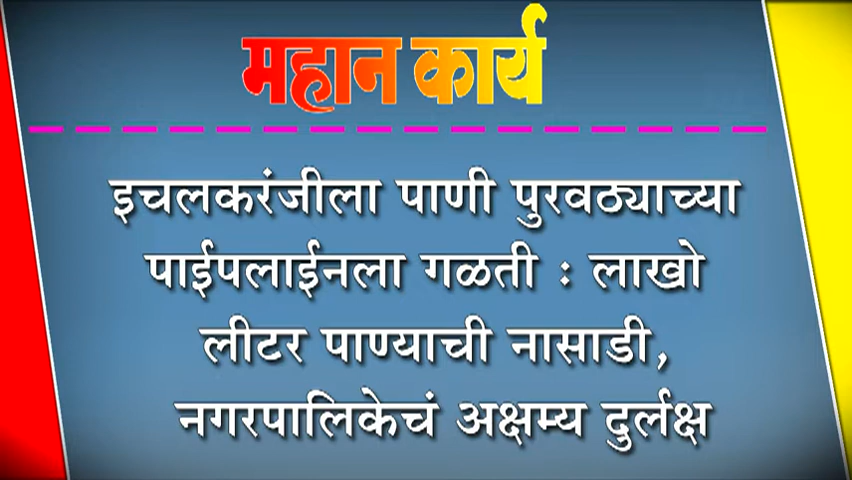 महान कार्य
इचलकरंजीला पाणी पुरवठ्याच्या
पाईपलाईनला गळती : लाखो
लीटर पाण्याची नासाडी,
नगरपालिकेचं अक्षम्य दुर्लक्ष